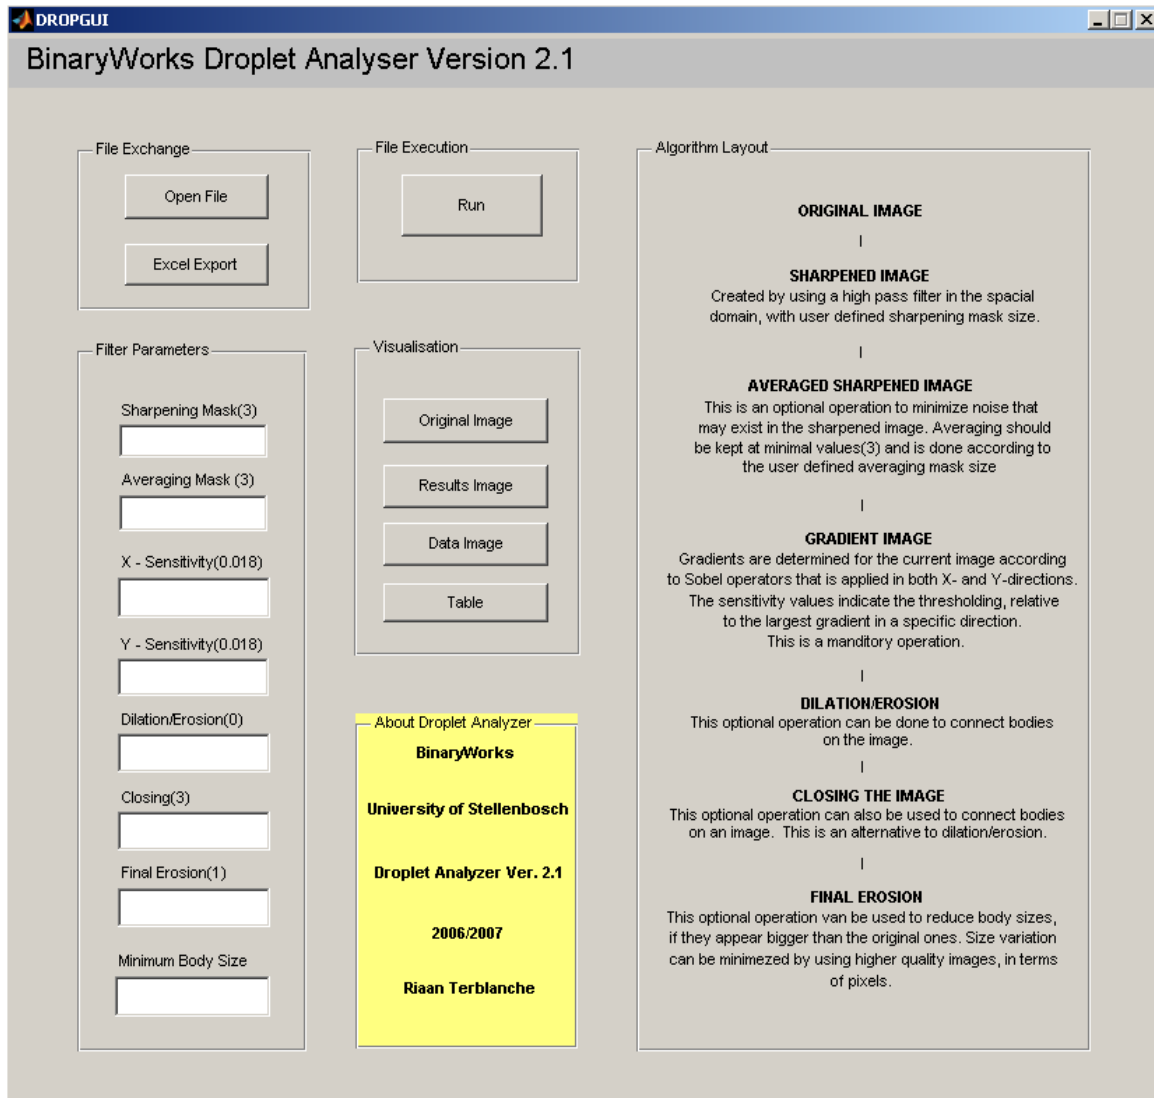 DROPGUI
BinaryWorks Droplet Analyser Version 2.1
File Exchange
Open File
Excel Export
File Execution
Run
Filter Parameters
Sharpening Mask(3)
Averaging Mask (3)
X - Sensitivity(0.018)
Y - Sensitivity(0.018)
Dilation/Erosion(0)
Closing(3)
Final Erosion(1)
Minimum Body Size
Visualisation
Original Image
Results Image
Data Image
Table
About Droplet Analyzer
BinaryWorks
University of Stellenbosch
Droplet Analyzer Ver. 2.1
2006/2007
Riaan Terblanche
Algorithm Layout
ORIGINAL IMAGE
|
SHARPENED IMAGE
Created by using a high pass filter in the spacial
domain, with user defined sharpening mask size.
|
AVERAGED SHARPENED IMAGE
This is an optional operation to minimize noise that
may exist in the sharpened image. Averaging should
be kept at minimal values(3) and is done according to
the user defined averaging mask size
|
GRADIENT IMAGE
Gradients are determined for the current image according
to Sobel operators that is applied in both X- and Y-directions.
The sensitivity values indicate the thresholding, relative
to the largest gradient in a specific direction.
This is a manditory operation.
|
DILATION/EROSION
This optional operation can be done to connect bodies
on the image.
|
CLOSING THE IMAGE
This optional operation can also be used to connect bodies
on an image.  This is an alternative to dilation/erosion.
|
FINAL EROSION
This optional operation van be used to reduce body sizes,
if they appear bigger than the original ones. Size variation
can be minimezed by using higher quality images, in terms
of pixels.